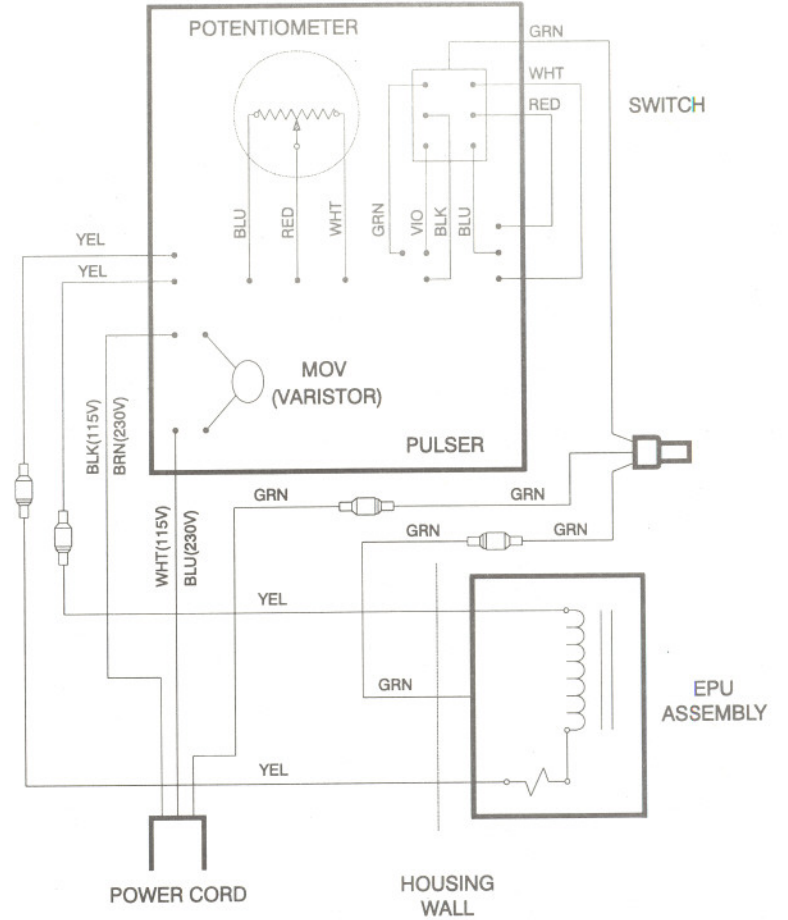 POTENTIOMETER
GRN
WHT
RED
SWITCH
BLU
RED
WHT
GRN
VIO
BLK
BLU
YEL
YEL
MOV
(VARISTOR)
BLK(115V)
BRN(230V)
PULSER
GRN
GRN
WHT(115V)
BLU(230V)
GRN
GRN
YEL
GRN
EPU
ASSEMBLY
YEL
POWER CORD
HOUSING
WALL